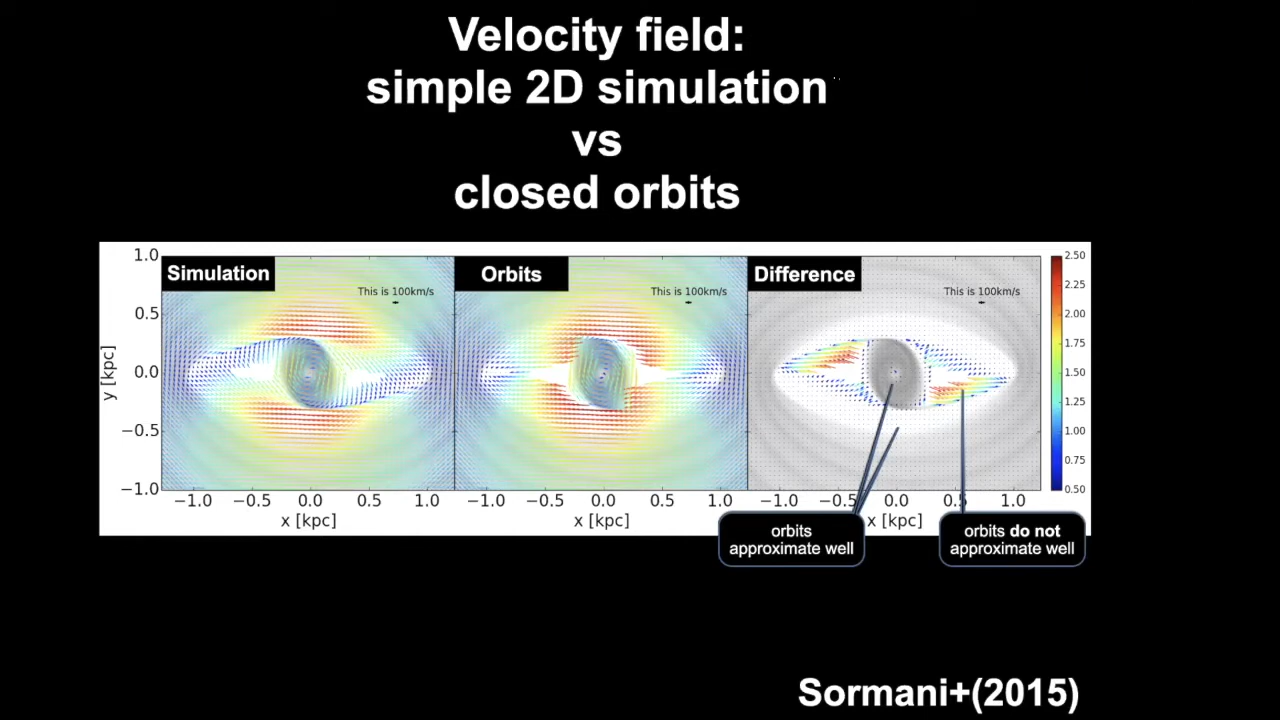 Velocity field:
simple 2D simulation
vs
closed orbits
Simulation
Orbits
Difference
This is 100km/s
This is 100km/s
This is 100km/s
1.0
0.5
0.0
−0.5
−1.0
y [kpc]
−1.0 −0.5 0.0 0.5 1.0
x [kpc]
−1.0 −0.5 0.0 0.5 1.0
x [kpc]
−1.0 −0.5 0.0 0.5 1.0
x [kpc]
2.50
2.25
2.00
1.75
1.50
1.25
1.00
0.75
0.50
orbits
approximate well
orbits do not
approximate well
Sormani+(2015)